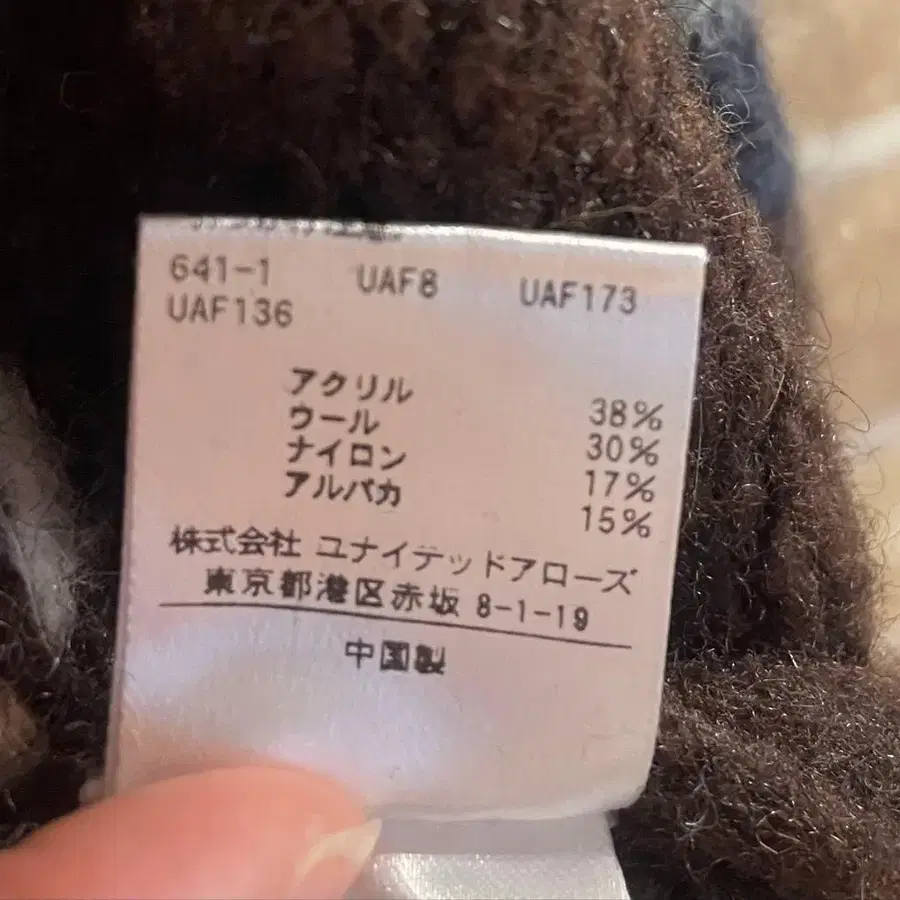 641-1 UAF8 UAF173
UAF136
アクリル 38%
ウール 30%
ナイロン 17%
アルパカ 15%
株式会社 ユナイテッドアローズ
東京都港区赤坂 8-1-19
中国製